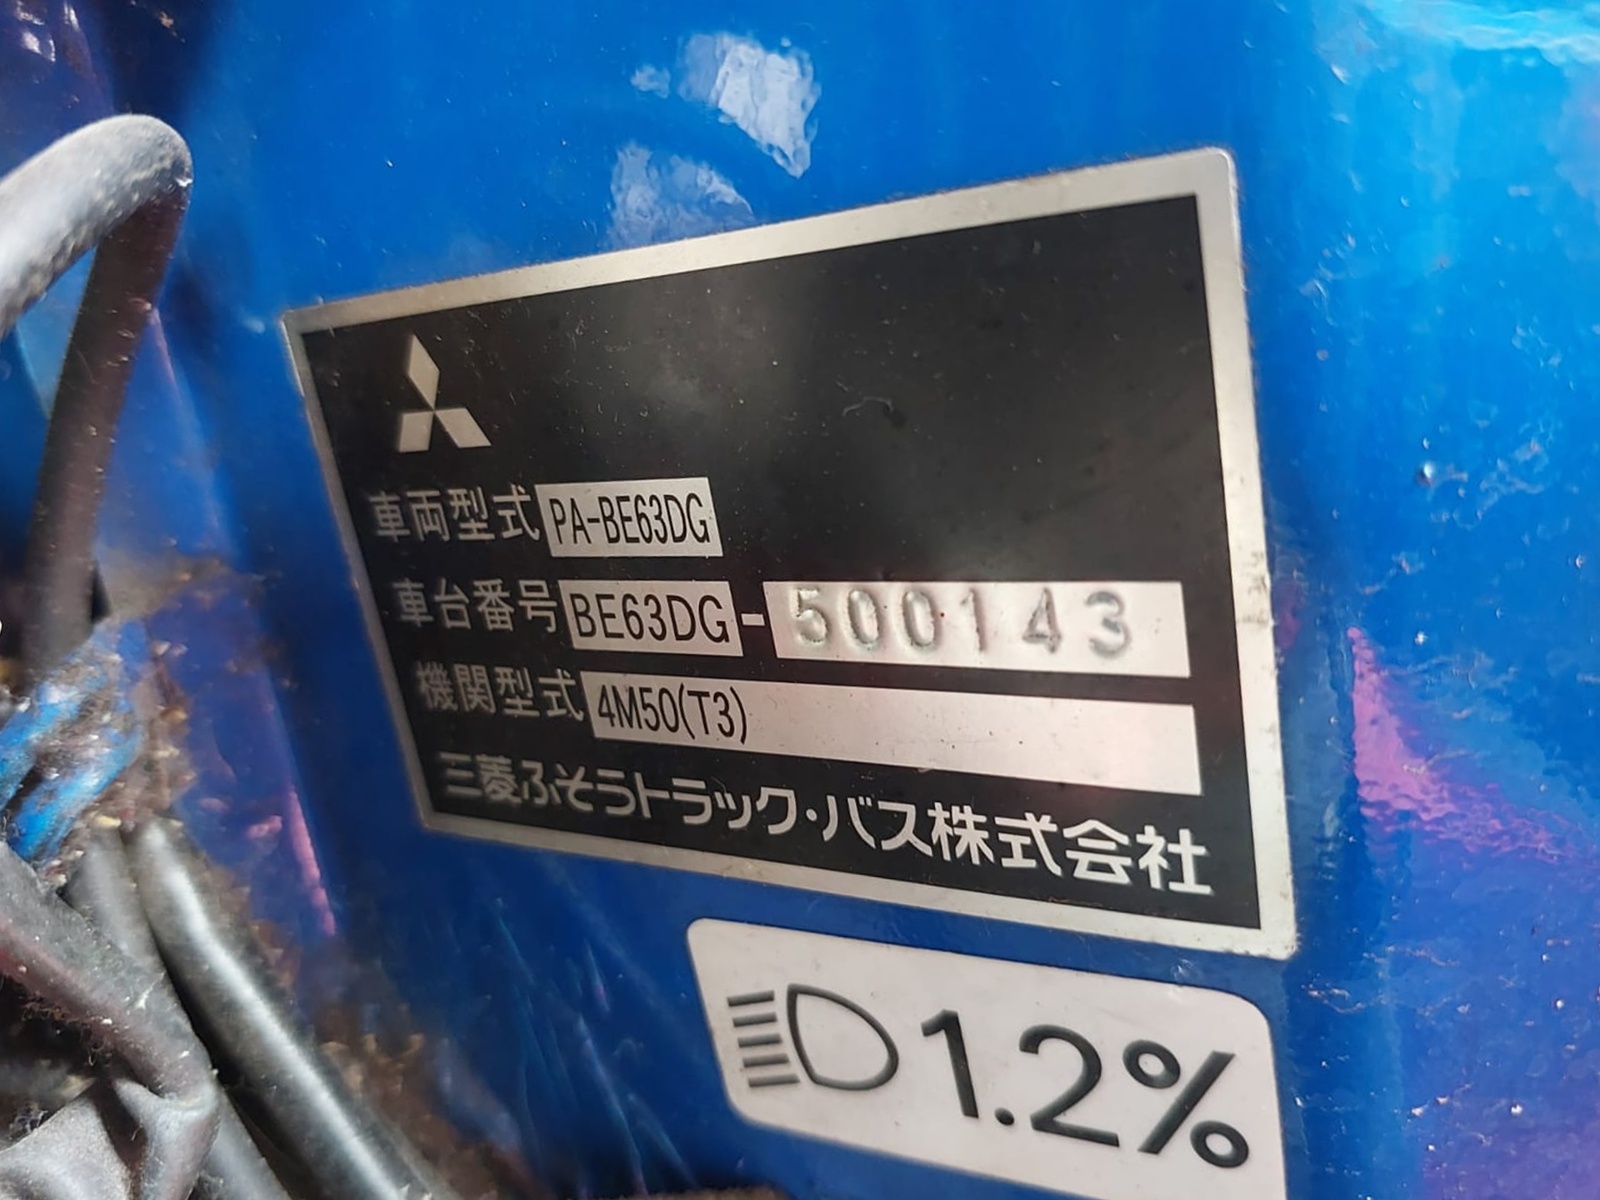 車両型式 PA-BE63DG
車台番号 BE63DG-500143
機関型式 4M50(T3)
三菱ふそうトラック・バス株式会社
1.2%